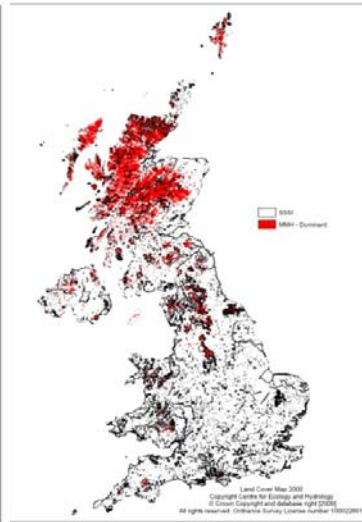 SSSI
MMH - Dominant
Land Cover Map 2000
Copyright Centre for Ecology and Hydrology
© Crown Copyright and database right [2009]
All rights reserved. Ordnance Survey License number